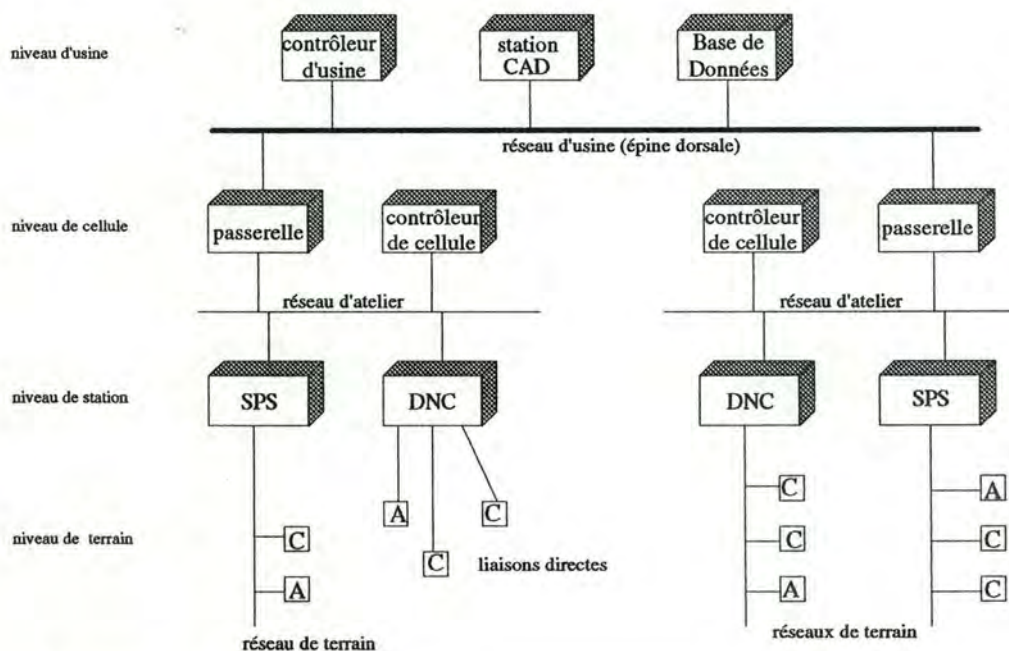 niveau d'usine
contrôleur
d'usine
station
CAD
Base de
Données
réseau d'usine (épine dorsale)
niveau de cellule
passerelle
contrôleur
de cellule
contrôleur
de cellule
passerelle
réseau d'atelier
réseau d'atelier
niveau de station
SPS
DNC
DNC
SPS
niveau de terrain
A
C
C
C
A
liaisons directes
C
C
A
A
C
C
réseau de terrain
réseaux de terrain